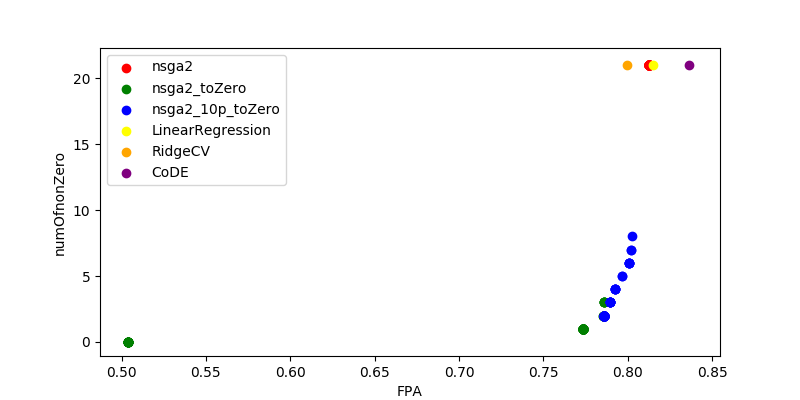 nsga2
nsga2_toZero
nsga2_10p_toZero
LinearRegression
RidgeCV
CoDE
numOfnonZero
20
15
10
5
0
0.50 0.55 0.60 0.65 0.70 0.75 0.80 0.85
FPA